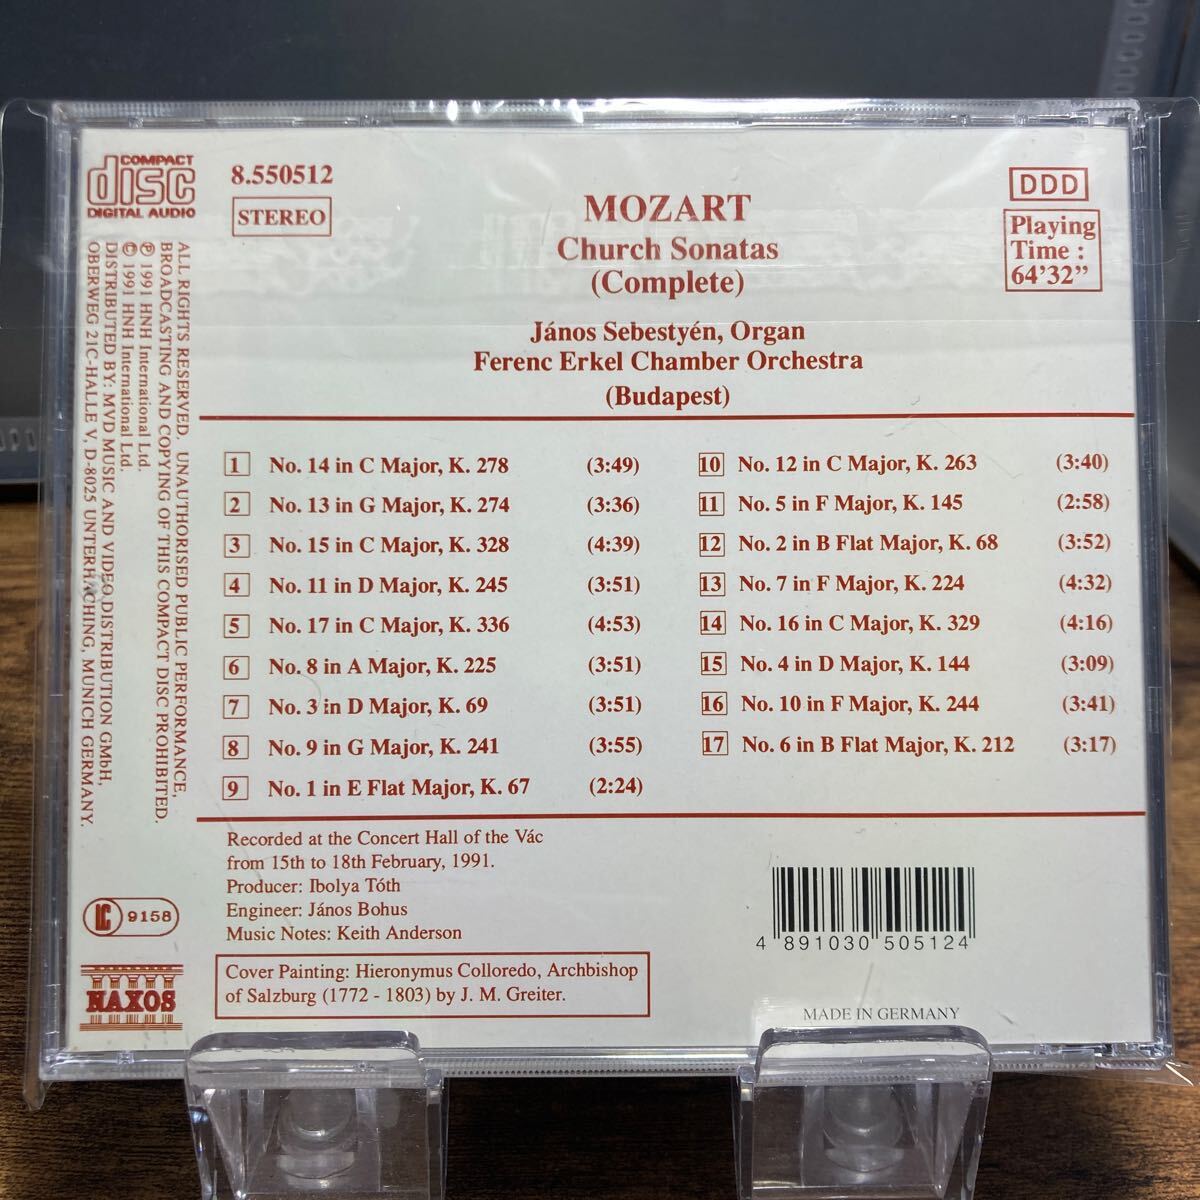 COMPACT
disc
DIGITAL AUDIO
8.550512
STEREO
DDD
Playing
Time :
64'32"
MOZART
Church Sonatas
(Complete)
János Sebestyén, Organ
Ferenc Erkel Chamber Orchestra
(Budapest)
1 No. 14 in C Major, K. 278 (3:49)
2 No. 13 in G Major, K. 274 (3:36)
3 No. 15 in C Major, K. 328 (4:39)
4 No. 11 in D Major, K. 245 (3:51)
5 No. 17 in C Major, K. 336 (4:53)
6 No. 8 in A Major, K. 225 (3:51)
7 No. 3 in D Major, K. 69 (3:51)
8 No. 9 in G Major, K. 241 (3:55)
9 No. 1 in E Flat Major, K. 67 (2:24)
10 No. 12 in C Major, K. 263 (3:40)
11 No. 5 in F Major, K. 145 (2:58)
12 No. 2 in B Flat Major, K. 68 (3:52)
13 No. 7 in F Major, K. 224 (4:32)
14 No. 16 in C Major, K. 329 (4:16)
15 No. 4 in D Major, K. 144 (3:09)
16 No. 10 in F Major, K. 244 (3:41)
17 No. 6 in B Flat Major, K. 212 (3:17)
Recorded at the Concert Hall of the Vác
from 15th to 18th February, 1991.
Producer: Ibolya Tóth
Engineer: János Bohus
Music Notes: Keith Anderson
Cover Painting: Hieronymus Colloredo, Archbishop
of Salzburg (1772 - 1803) by J. M. Greiter.
4 891030 505124
MADE IN GERMANY
ALL RIGHTS RESERVED. UNAUTHORISED PUBLIC PERFORMANCE,
BROADCASTING AND COPYING OF THIS COMPACT DISC PROHIBITED.
℗ 1991 HNH International Ltd.
© 1991 HNH International Ltd.
DISTRIBUTED BY: MVD MUSIC AND VIDEO DISTRIBUTION GMbH,
OBERWEG 21C-HALLE V, D-8025 UNTERHACHING, MUNICH GERMANY.
LC 9158
NAXOS